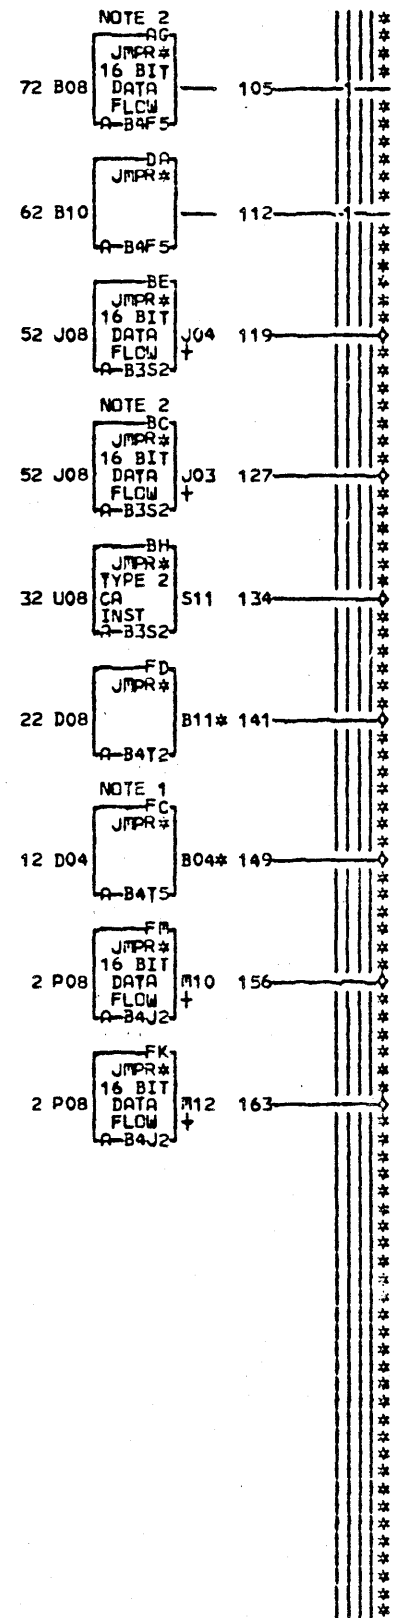 NOTE 2
AG
JMPR*
16 BIT
72 B08 DATA 105 1
FLOW
A-B4F5
DA
JMPR*
62 B10 112 1
A-B4F5
BE
JMPR*
16 BIT
52 J08 DATA J04 119
FLOW +
A-B3S2
NOTE 2
BC
JMPR*
16 BIT
52 J08 DATA J03 127
FLOW +
A-B3S2
BH
JMPR*
TYPE 2
32 U08 CA S11 134
INST
A-B3S2
FD
JMPR*
22 D08 B11* 141
A-B4T2
NOTE 1
FC
JMPR*
12 D04 B04* 149
A-B4T5
FM
JMPR*
16 BIT
2 P08 DATA M10 156
FLOW +
A-B4J2
FK
JMPR*
16 BIT
2 P08 DATA M12 163
FLOW +
A-B4J2